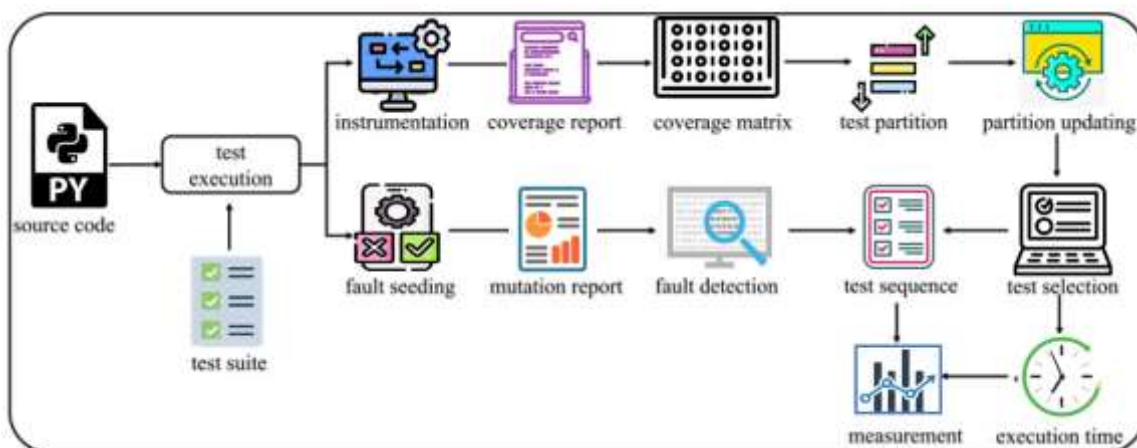 instrumentation
coverage report
coverage matrix
test partition
partition updating
PY
source code
test
execution
test suite
fault seeding
mutation report
fault detection
test sequence
test selection
measurement
execution time